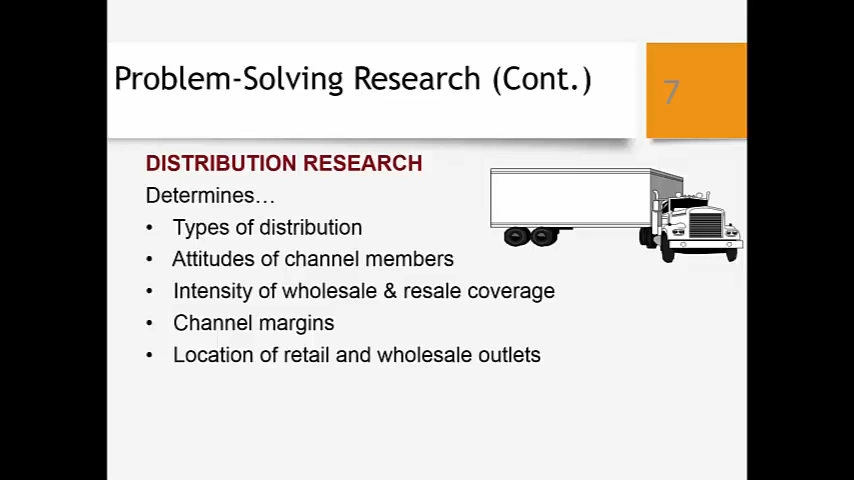 Problem-Solving Research (Cont.)
7
DISTRIBUTION RESEARCH
Determines…
• Types of distribution
• Attitudes of channel members
• Intensity of wholesale & resale coverage
• Channel margins
• Location of retail and wholesale outlets